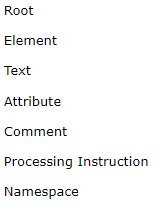 Root
Element
Text
Attribute
Comment
Processing Instruction
Namespace